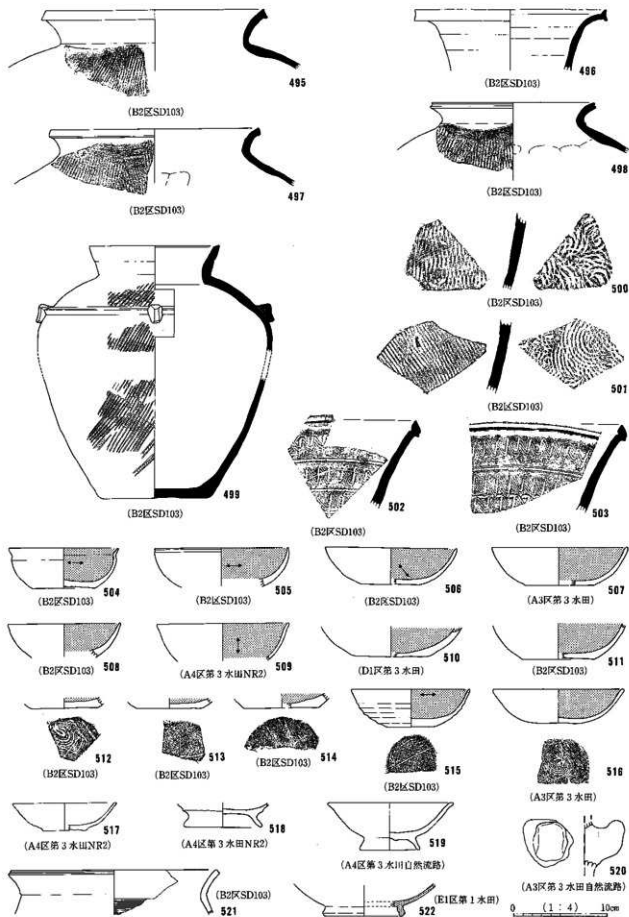 495
(B2区SD103)
496
(B2区SD103)
497
(B2区SD103)
498
(B2区SD103)
499
(B2区SD103)
500
(B2区SD103)
501
(B2区SD103)
502
(B2区SD103)
503
(B2区SD103)
504
(B2区SD103)
505
(B2区SD103)
506
(B2区SD103)
507
(A3区第3水田)
508
(B2区SD103)
509
(A4区第3水田NR2)
510
(D1区第3水田)
511
(B2区SD103)
512
(B2区SD103)
513
(B2区SD103)
514
(B2区SD103)
515
(B2区SD103)
516
(A3区第3水田)
517
(A4区第3水田NR2)
518
(A4区第3水田NR2)
519
(A4区第3水田自然流路)
520
(A3区第3水田自然流路)
521
(B2区SD103)
522
(E1区第1水田)
0 (1:4) 10cm